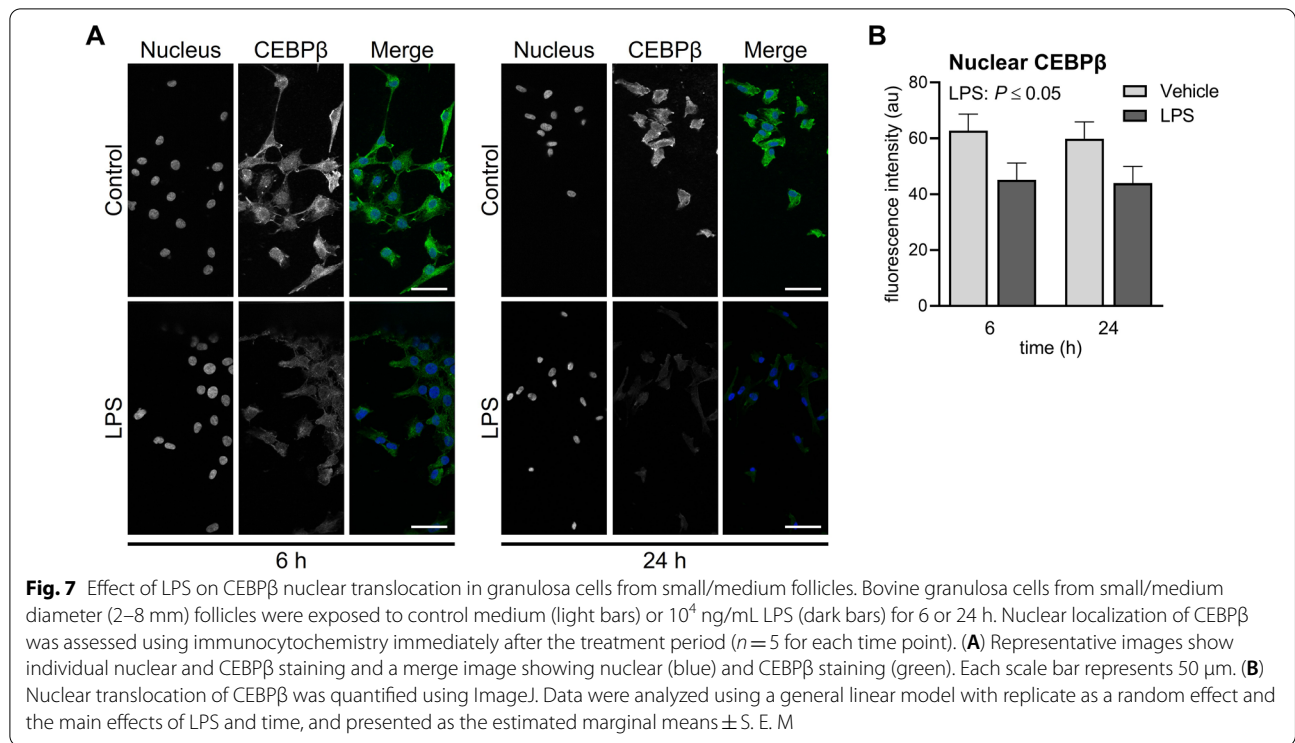 A
Nucleus CEBPβ Merge
Nucleus CEBPβ Merge
Control
Control
LPS
LPS
6 h
24 h
B
Nuclear CEBPβ
LPS: P ≤ 0.05
Vehicle
LPS
fluorescence intensity (au)
80
60
40
20
0
6 24
time (h)
Fig. 7 Effect of LPS on CEBPβ nuclear translocation in granulosa cells from small/medium follicles. Bovine granulosa cells from small/medium
diameter (2–8 mm) follicles were exposed to control medium (light bars) or 10⁴ ng/mL LPS (dark bars) for 6 or 24 h. Nuclear localization of CEBPβ
was assessed using immunocytochemistry immediately after the treatment period (n = 5 for each time point). (A) Representative images show
individual nuclear and CEBPβ staining and a merge image showing nuclear (blue) and CEBPβ staining (green). Each scale bar represents 50 μm. (B)
Nuclear translocation of CEBPβ was quantified using ImageJ. Data were analyzed using a general linear model with replicate as a random effect and
the main effects of LPS and time, and presented as the estimated marginal means ± S. E. M